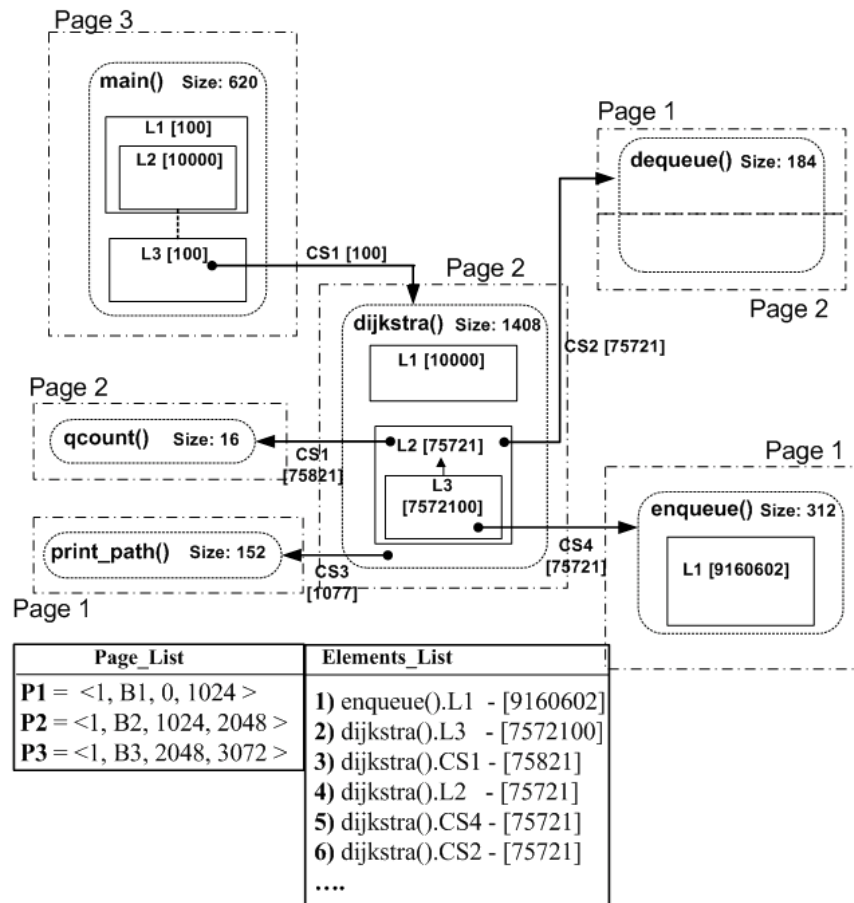 Page 3
main() Size: 620
L1 [100]
L2 [10000]
L3 [100]
CS1 [100]
Page 1
dequeue() Size: 184
Page 2
Page 2
dijkstra() Size: 1408
L1 [10000]
CS2 [75721]
Page 2
qcount() Size: 16
CS1
[75821]
L2 [75721]
L3
[7572100]
Page 1
enqueue() Size: 312
L1 [9160602]
CS4
[75721]
print_path() Size: 152
CS3
[1077]
Page 1
Page_List
P1 = <1, B1, 0, 1024 >
P2 = <1, B2, 1024, 2048 >
P3 = <1, B3, 2048, 3072 >
Elements_List
1) enqueue().L1 - [9160602]
2) dijkstra().L3 - [7572100]
3) dijkstra().CS1 - [75821]
4) dijkstra().L2 - [75721]
5) dijkstra().CS4 - [75721]
6) dijkstra().CS2 - [75721]
....